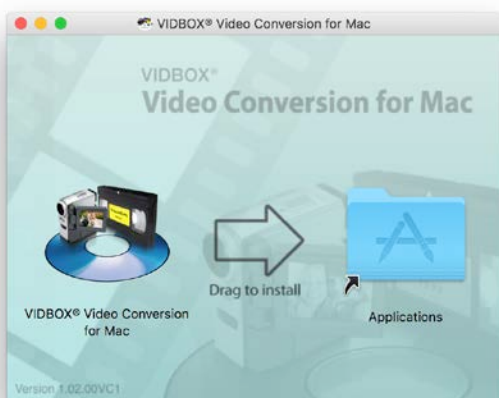 VIDBOX® Video Conversion for Mac
VIDBOX®
Video Conversion for Mac
Drag to install
VIDBOX® Video Conversion
for Mac
Applications
Version 1.02.00VC1